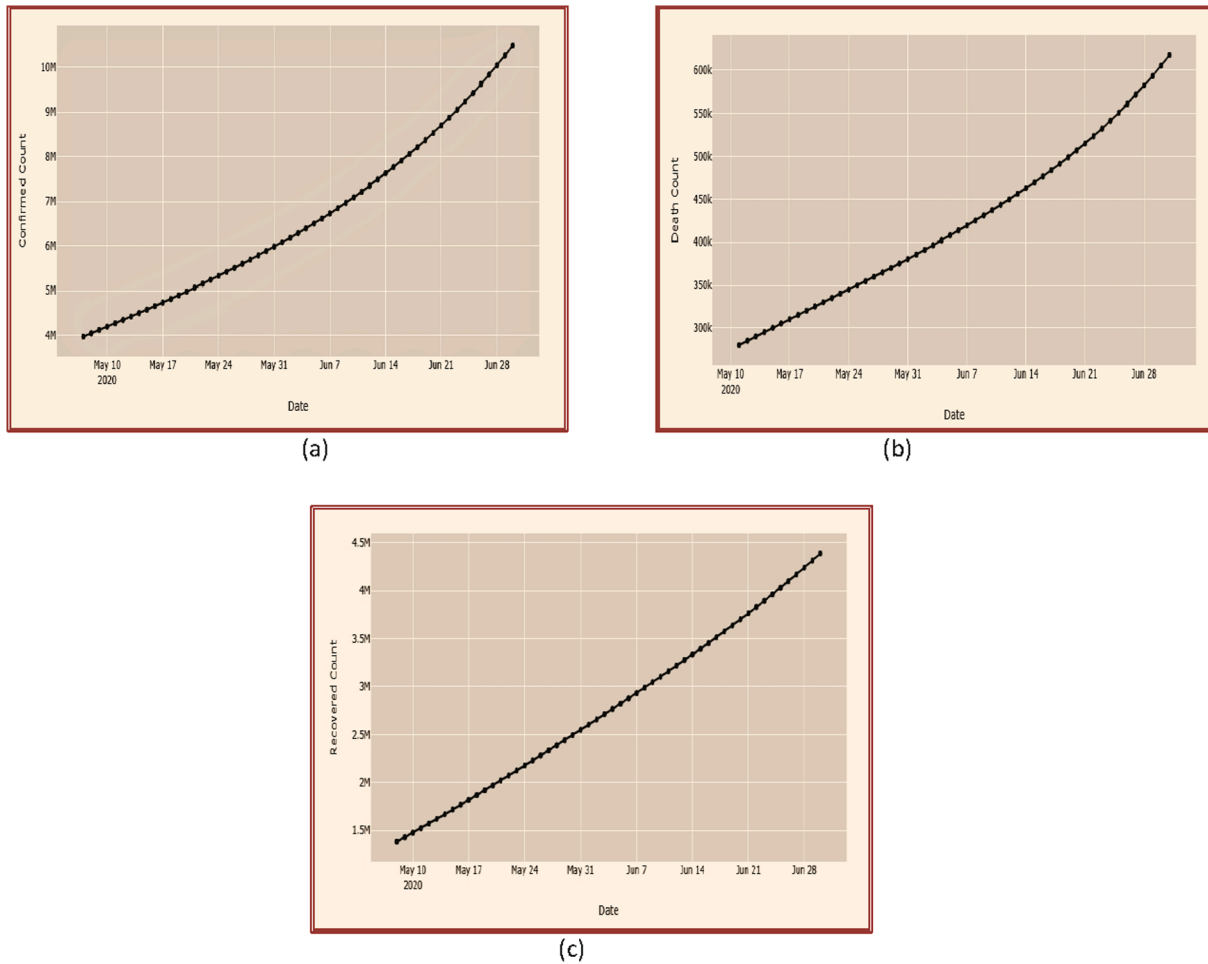 Confirmed Count
10M
9M
8M
7M
6M
5M
4M
May 10 May 17 May 24 May 31 Jun 7 Jun 14 Jun 21 Jun 28
2020
Date
(a)
Death Count
600k
550k
500k
450k
400k
350k
300k
May 10 May 17 May 24 May 31 Jun 7 Jun 14 Jun 21 Jun 28
2020
Date
(b)
Recovered Count
4.5M
4M
3.5M
3M
2.5M
2M
1.5M
May 10 May 17 May 24 May 31 Jun 7 Jun 14 Jun 21 Jun 28
2020
Date
(c)